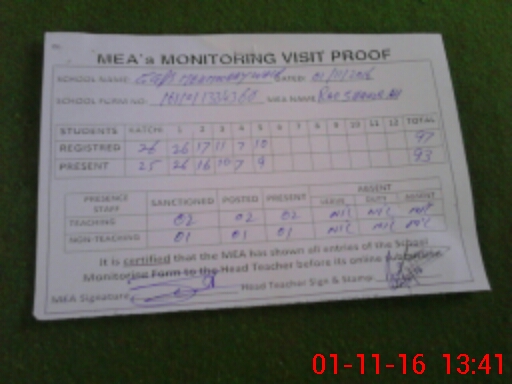 MEA's MONITORING VISIT PROOF
SCHOOL NAME: DATED: 01/11/2016
SCHOOL FORM NO. MEA NAME
STUDENTS KATCHI 1 2 3 4 5 6 7 8 9 10 11 12 TOTAL
REGISTERED 26 26 17 11 7 10 97
PRESENT 25 26 16 10 7 9 93
PRESENCE STAFF SANCTIONED POSTED PRESENT ABSENT
LEAVE DUTY ABSENT
TEACHING 02 02 02 NIL NIL NIL
NON-TEACHING 01 01 01 NIL NIL NIL
It is certified that the MEA has shown all entries of the School
Monitoring Form to the Head Teacher before its online
MEA Signature Head Teacher Sign & Stamp
01-11-16 13:41